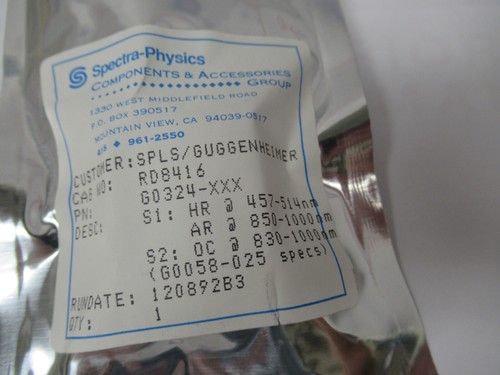 Spectra-Physics
COMPONENTS & ACCESSORIES
GROUP
1330 WEST MIDDLEFIELD ROAD
P.O. BOX 390517
MOUNTAIN VIEW, CA 94039-0517
415 ◆ 961-2550
CUSTOMER: SPLS/GUGGENHEIMER
CAS NO: RD8416
PN: G0324-XXX
DESC: S1: HR @ 457-514nm
AR @ 850-1000nm
S2: OC @ 830-1000nm
(G0058-025 specs)
RUNDATE: 120892B3
QTY: 1